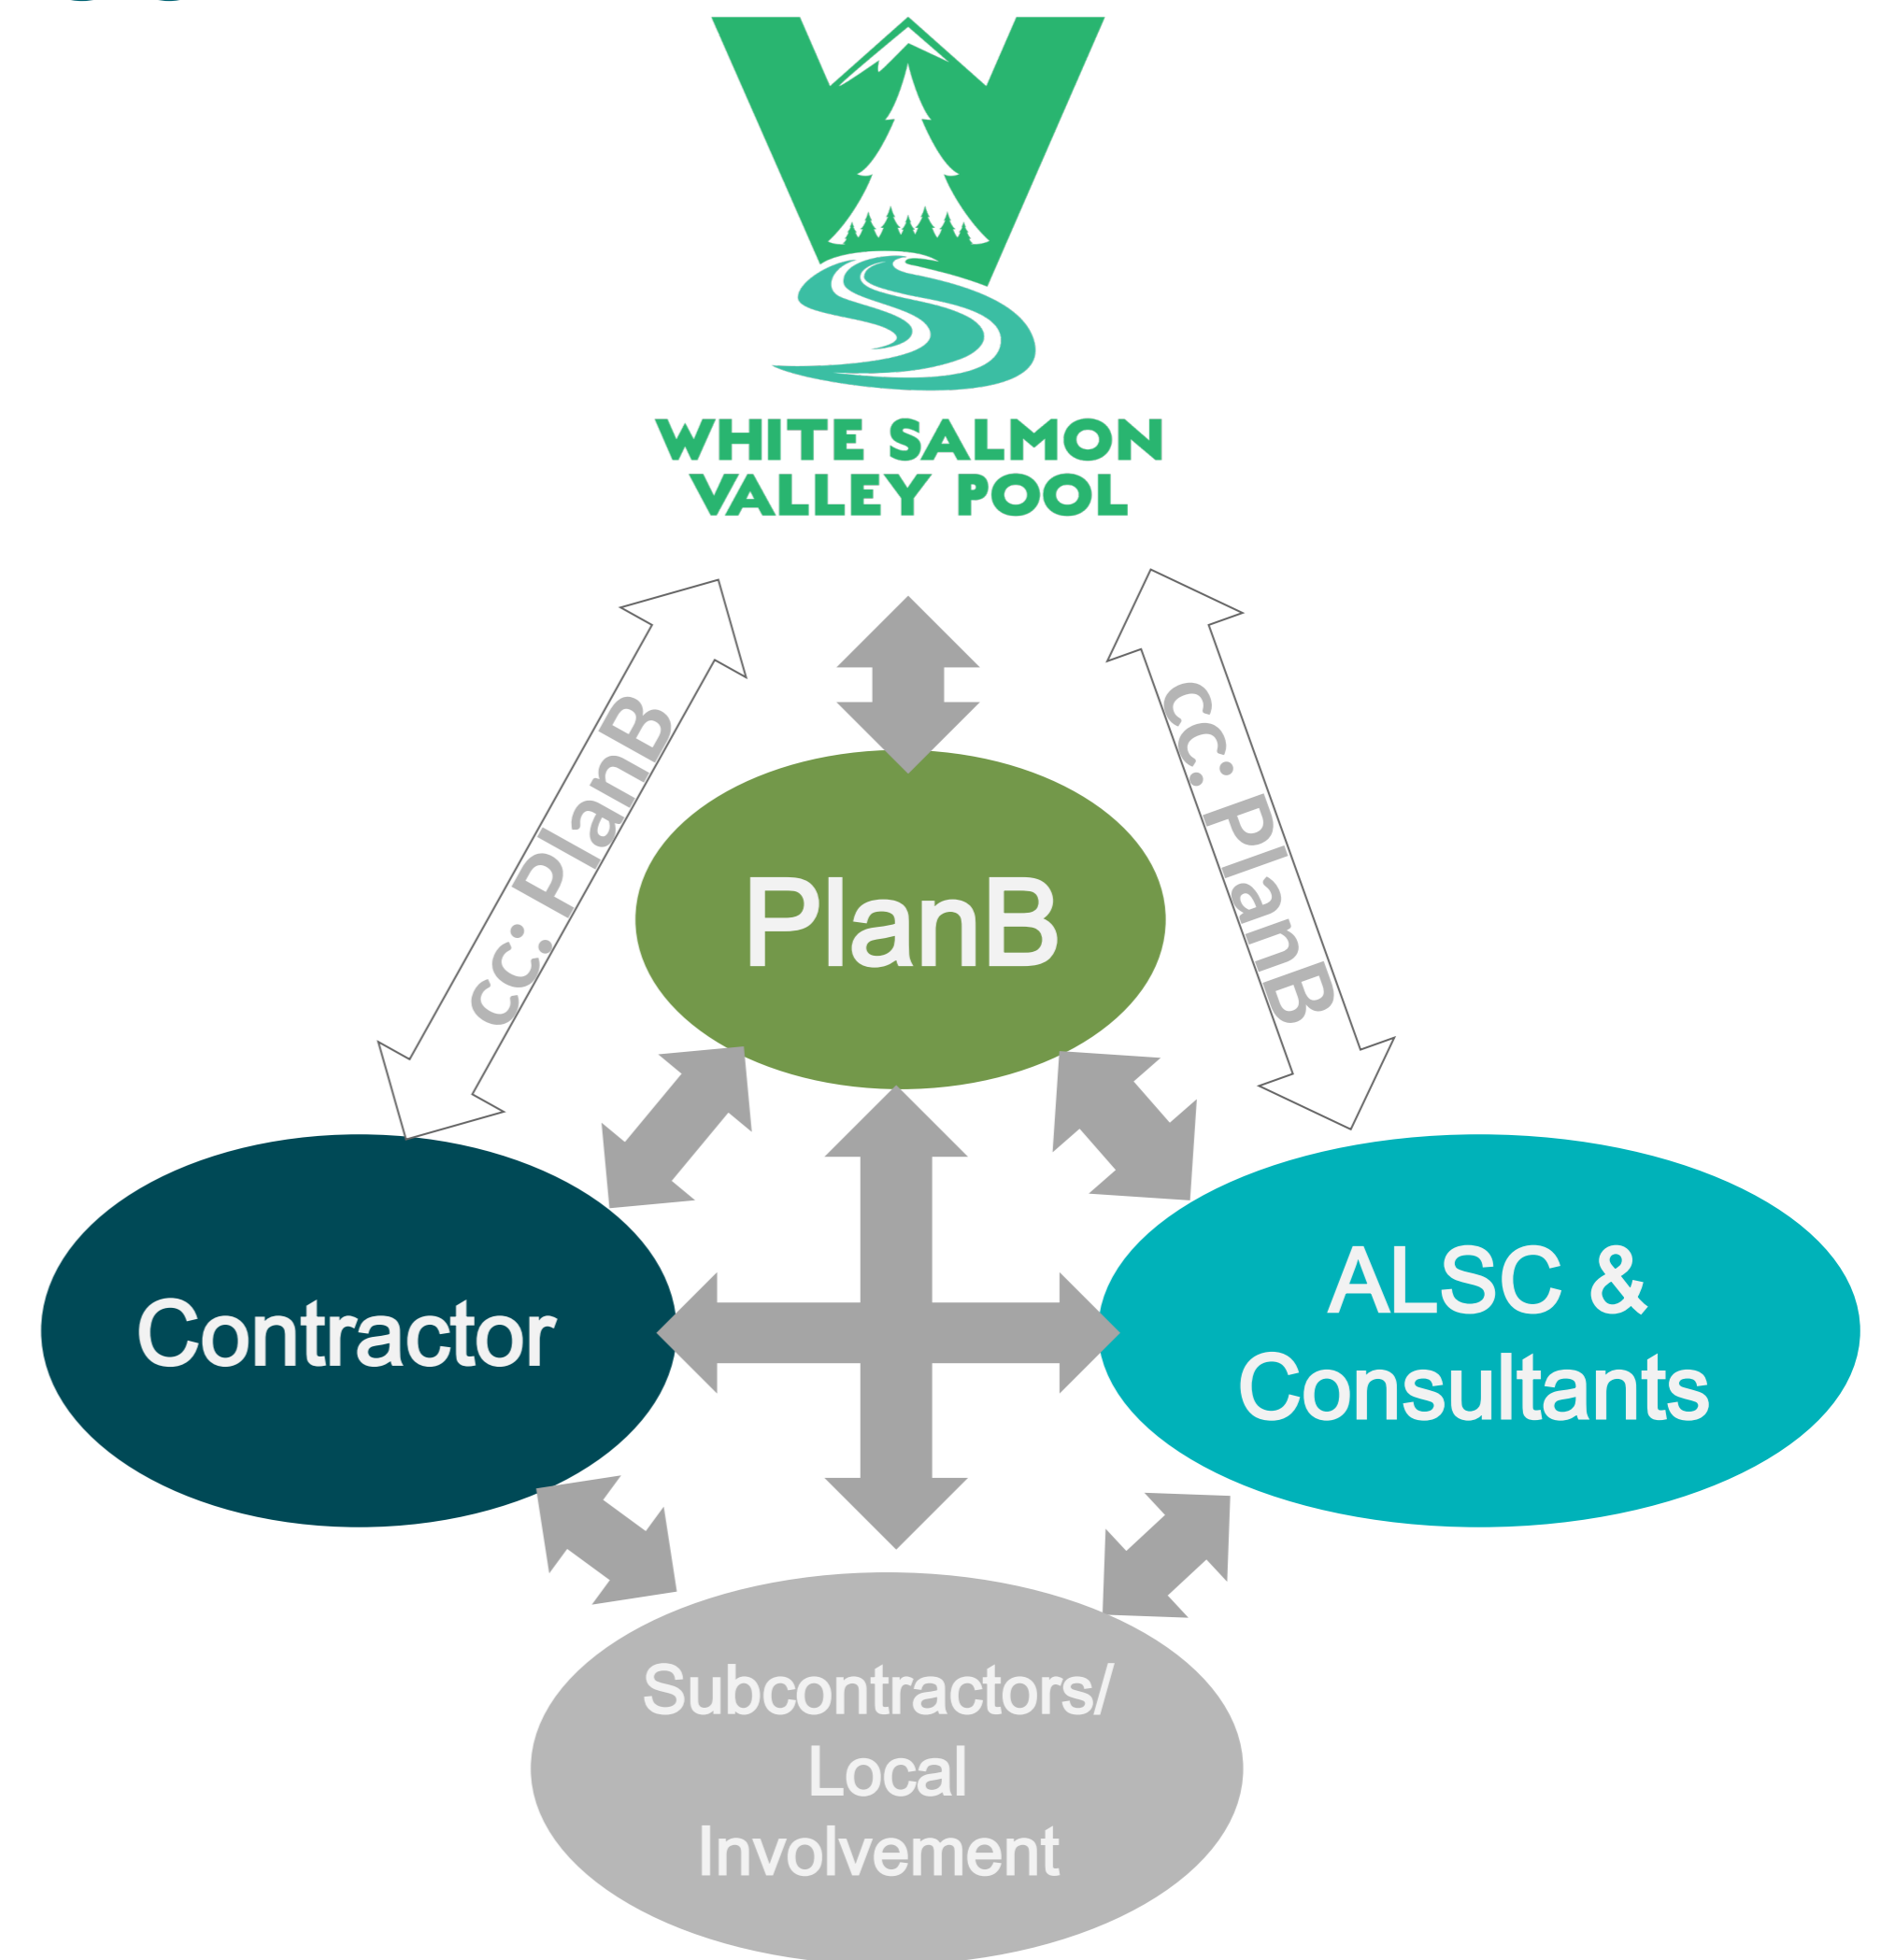 WHITE SALMON
VALLEY POOL
cc: PlanB
cc: PlanB
PlanB
Contractor
ALSC &
Consultants
Subcontractors/
Local
Involvement